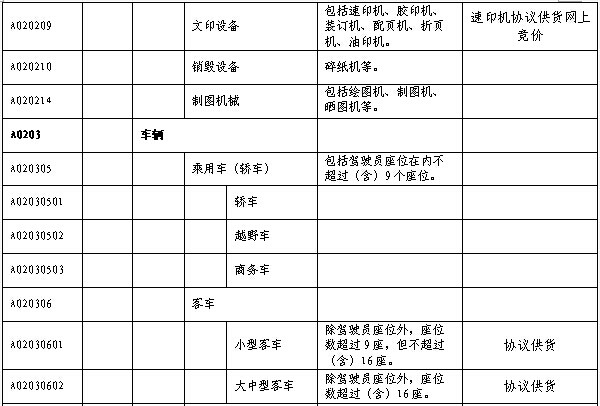 A020209 文印设备 包括速印机、胶印机、
装订机、配页机、折页
机、油印机。 速印机协议供货网上
竞价
A020210 销毁设备 碎纸机等。
A020214 制图机械 包括绘图机、制图机、
晒图机等。
A0203 车辆
A020305 乘用车（轿车） 包括驾驶员座位在内不
超过（含）9个座位。
A02030501 轿车
A02030502 越野车
A02030503 商务车
A020306 客车
A02030601 小型客车 除驾驶员座位外，座位
数超过9座，但不超过
（含）16座。 协议供货
A02030602 大中型客车 除驾驶员座位外，座位
数超过（含）16座。 协议供货